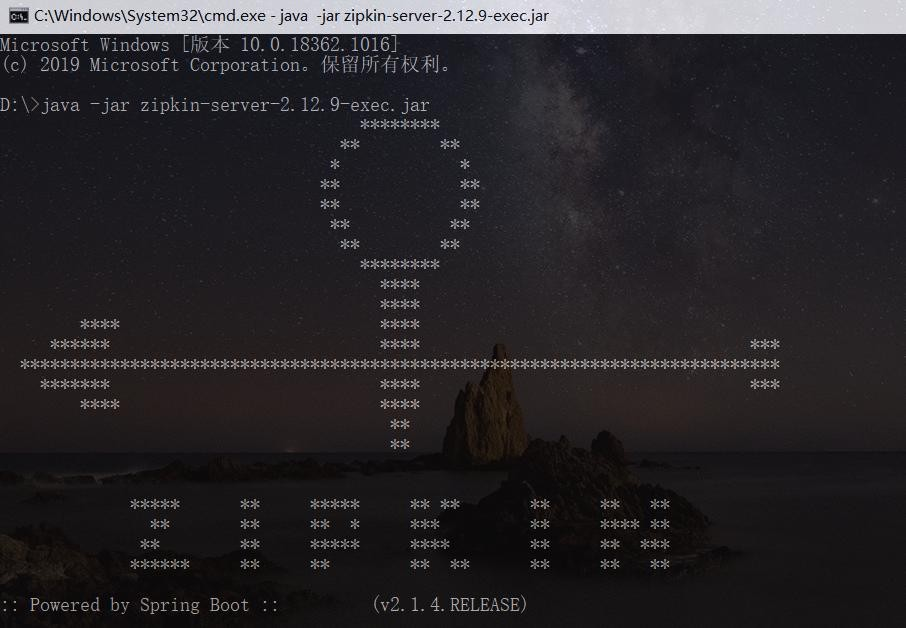 C:\Windows\System32\cmd.exe - java  -jar zipkin-server-2.12.9-exec.jar
Microsoft Windows [版本 10.0.18362.1016]
(c) 2019 Microsoft Corporation。保留所有权利。
D:\>java -jar zipkin-server-2.12.9-exec.jar
ZIPKIN
:: Powered by Spring Boot ::         (v2.1.4.RELEASE)